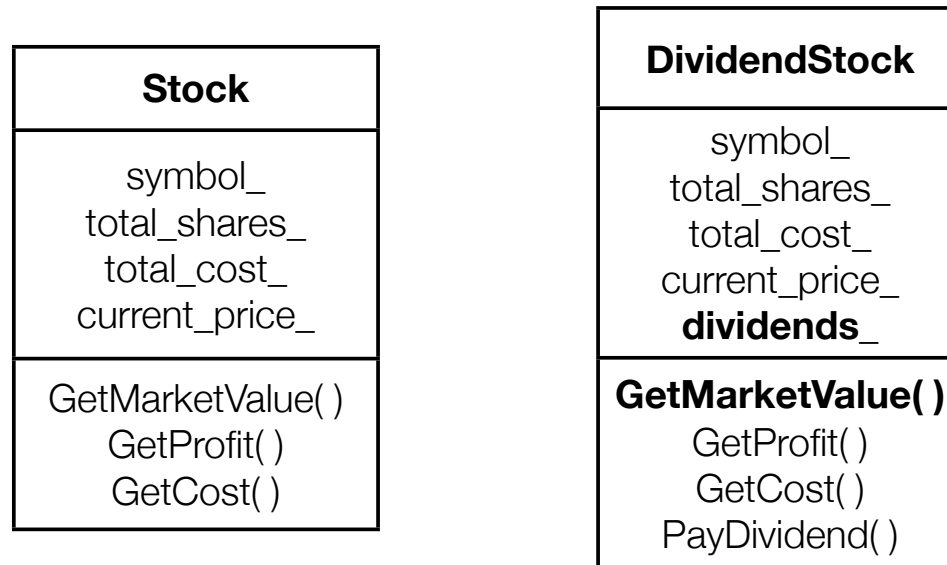 Stock
symbol_
total_shares_
total_cost_
current_price_
GetMarketValue( )
GetProfit( )
GetCost( )
DividendStock
symbol_
total_shares_
total_cost_
current_price_
dividends_
GetMarketValue( )
GetProfit( )
GetCost( )
PayDividend( )